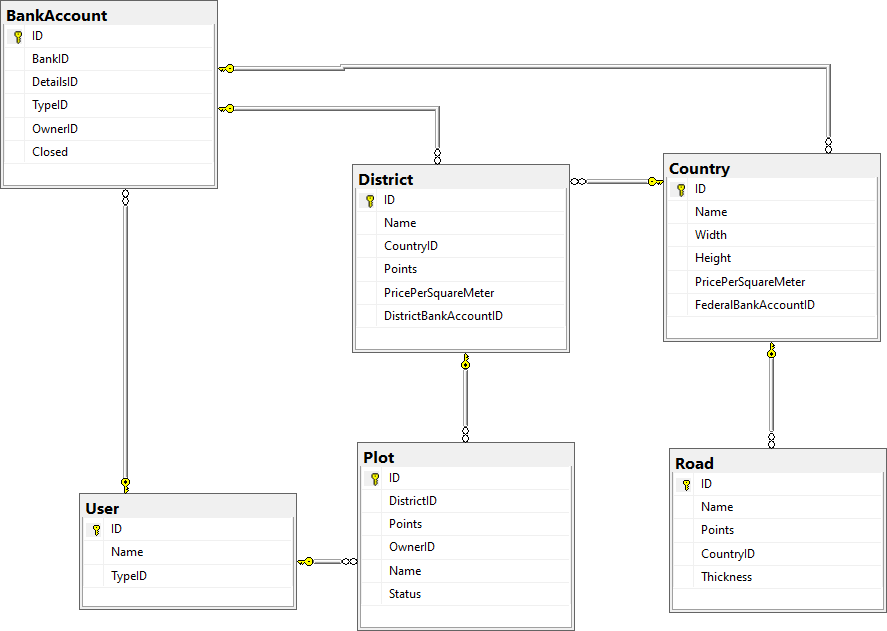 BankAccount
ID
BankID
DetailsID
TypeID
OwnerID
Closed
District
ID
Name
CountryID
Points
PricePerSquareMeter
DistrictBankAccountID
Country
ID
Name
Width
Height
PricePerSquareMeter
FederalBankAccountID
User
ID
Name
TypeID
Plot
ID
DistrictID
Points
OwnerID
Name
Status
Road
ID
Name
Points
CountryID
Thickness